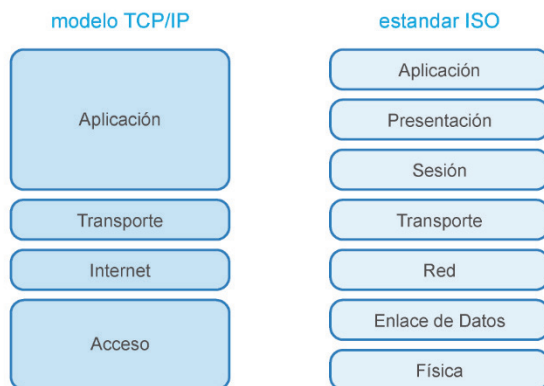 modelo TCP/IP
Aplicación
Transporte
Internet
Acceso
estandar ISO
Aplicación
Presentación
Sesión
Transporte
Red
Enlace de Datos
Física